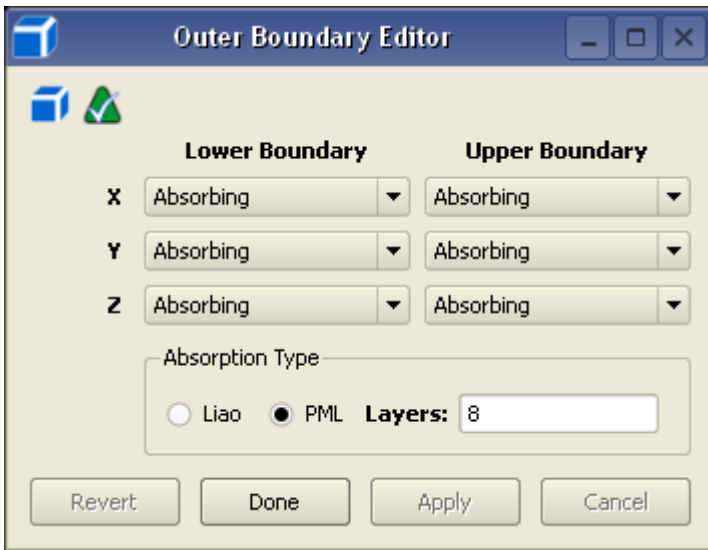 Outer Boundary Editor
Lower Boundary Upper Boundary
X Absorbing Absorbing
Y Absorbing Absorbing
Z Absorbing Absorbing
Absorption Type
Liao PML Layers: 8
Revert Done Apply Cancel